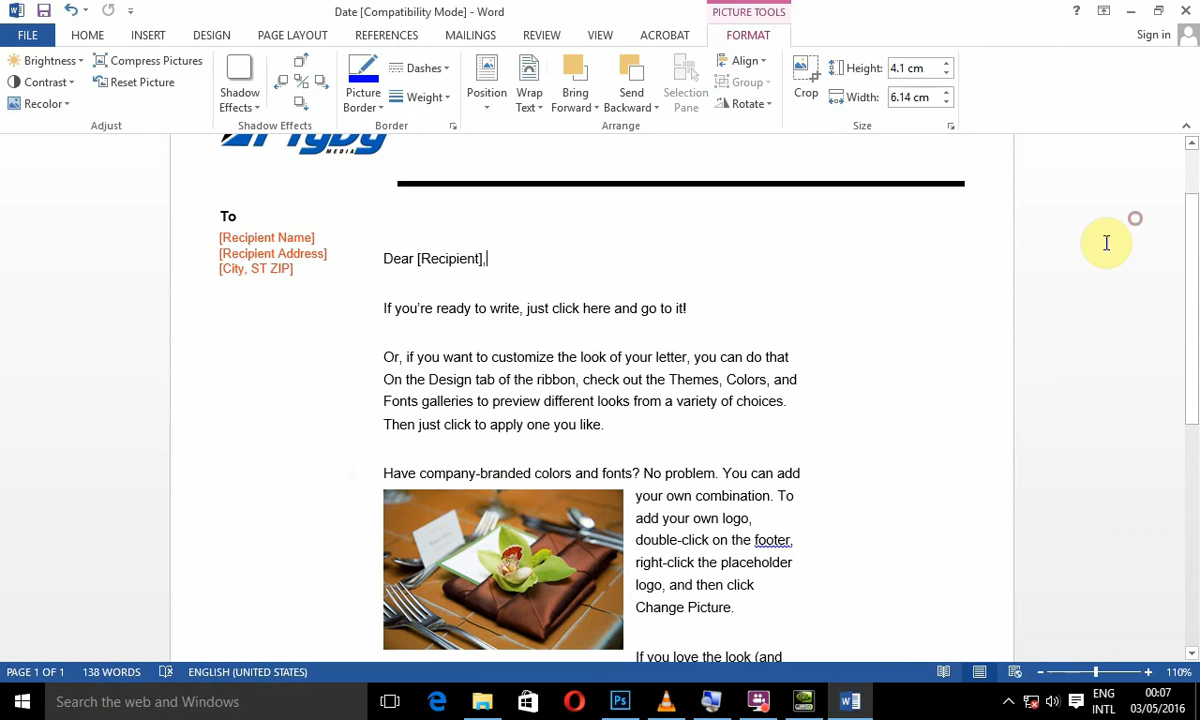 Date [Compatibility Mode] - Word
PICTURE TOOLS
FILE HOME INSERT DESIGN PAGE LAYOUT REFERENCES MAILINGS REVIEW VIEW ACROBAT FORMAT
Sign in
Brightness
Contrast
Recolor
Compress Pictures
Reset Picture
Adjust
Shadow
Effects
Shadow Effects
Picture
Border
Dashes
Weight
Border
Position
Wrap
Text
Bring
Forward
Send
Backward
Selection
Pane
Align
Group
Rotate
Arrange
Crop
Height: 4.1 cm
Width: 6.14 cm
Size
MEDIA
To
[Recipient Name]
[Recipient Address]
[City, ST ZIP]
Dear [Recipient],
If you’re ready to write, just click here and go to it!
Or, if you want to customize the look of your letter, you can do that
On the Design tab of the ribbon, check out the Themes, Colors, and
Fonts galleries to preview different looks from a variety of choices.
Then just click to apply one you like.
Have company-branded colors and fonts? No problem. You can add
your own combination. To
add your own logo,
double-click on the footer,
right-click the placeholder
logo, and then click
Change Picture.
If you love the look (and
PAGE 1 OF 1 138 WORDS ENGLISH (UNITED STATES)
110%
Search the web and Windows
ENG
INTL
00:07
03/05/2016